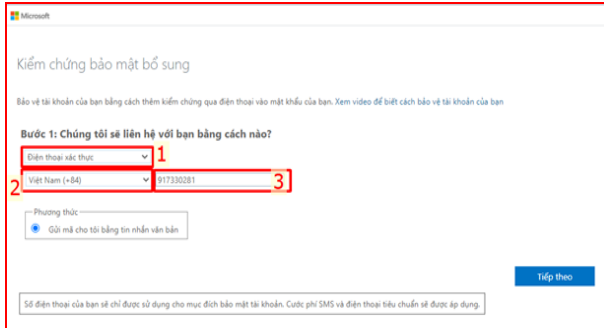 Microsoft
Kiểm chứng bảo mật bổ sung
Bảo vệ tài khoản của bạn bằng cách thêm kiểm chứng qua điện thoại vào mật khẩu của bạn. Xem video để biết cách bảo vệ tài khoản của bạn
Bước 1: Chúng tôi sẽ liên hệ với bạn bằng cách nào?
Điện thoại xác thực 1
2 Việt Nam (+84) 917330281 3
Phương thức
Gửi mã cho tôi bằng tin nhắn văn bản
Tiếp theo
Số điện thoại của bạn sẽ chỉ được sử dụng cho mục đích bảo mật tài khoản. Cước phí SMS và điện thoại tiêu chuẩn sẽ được áp dụng.